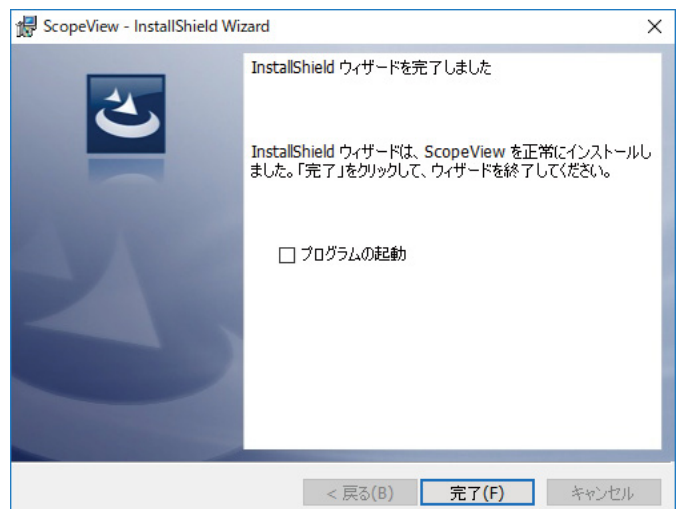 ScopeView - InstallShield Wizard
InstallShield ウィザードを完了しました
InstallShield ウィザードは、ScopeView を正常にインストールし
ました。「完了」をクリックして、ウィザードを終了してください。
プログラムの起動
< 戻る(B)
完了(F)
キャンセル